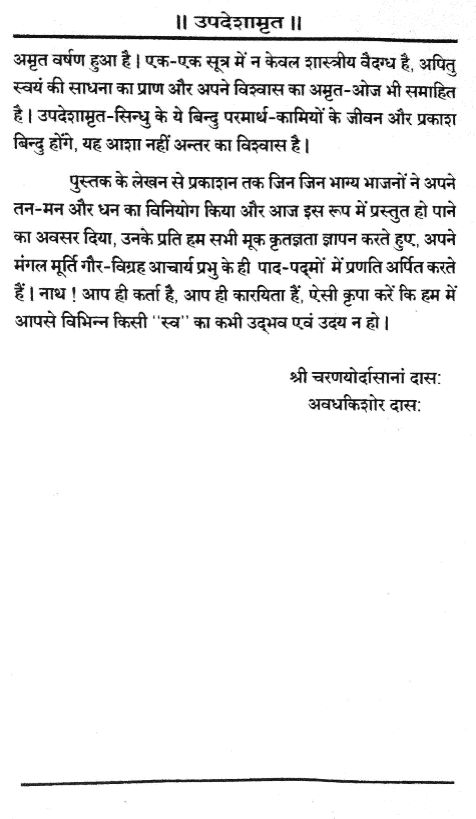 ॥ उपदेशामृत ॥
अमृत वर्षण हुआ है। एक-एक सूत्र में न केवल शास्त्रीय वैदग्ध है, अपितु
स्वयं की साधना का प्राण और अपने विश्वास का अमृत-ओज भी समाहित
है। उपदेशामृत-सिन्धु के ये बिन्दु परमार्थ-कामियों के जीवन और प्रकाश
बिन्दु होंगे, यह आशा नहीं अन्तर का विश्वास है।
पुस्तक के लेखन से प्रकाशन तक जिन जिन भाग्य भाजनों ने अपने
तन-मन और धन का विनियोग किया और आज इस रूप में प्रस्तुत हो पाने
का अवसर दिया, उनके प्रति हम सभी मूक कृतज्ञता ज्ञापन करते हुए, अपने
मंगल मूर्ति गौर-विग्रह आचार्य प्रभु के ही पाद-पद्मों में प्रणति अर्पित करते
हैं। नाथ ! आप ही कर्ता है, आप ही कारयिता हैं, ऐसी कृपा करें कि हम में
आपसे विभिन्न किसी ''स्व'' का कभी उद्भव एवं उदय न हो।
श्री चरणयोर्दासानां दास:
अवधकिशोर दास: